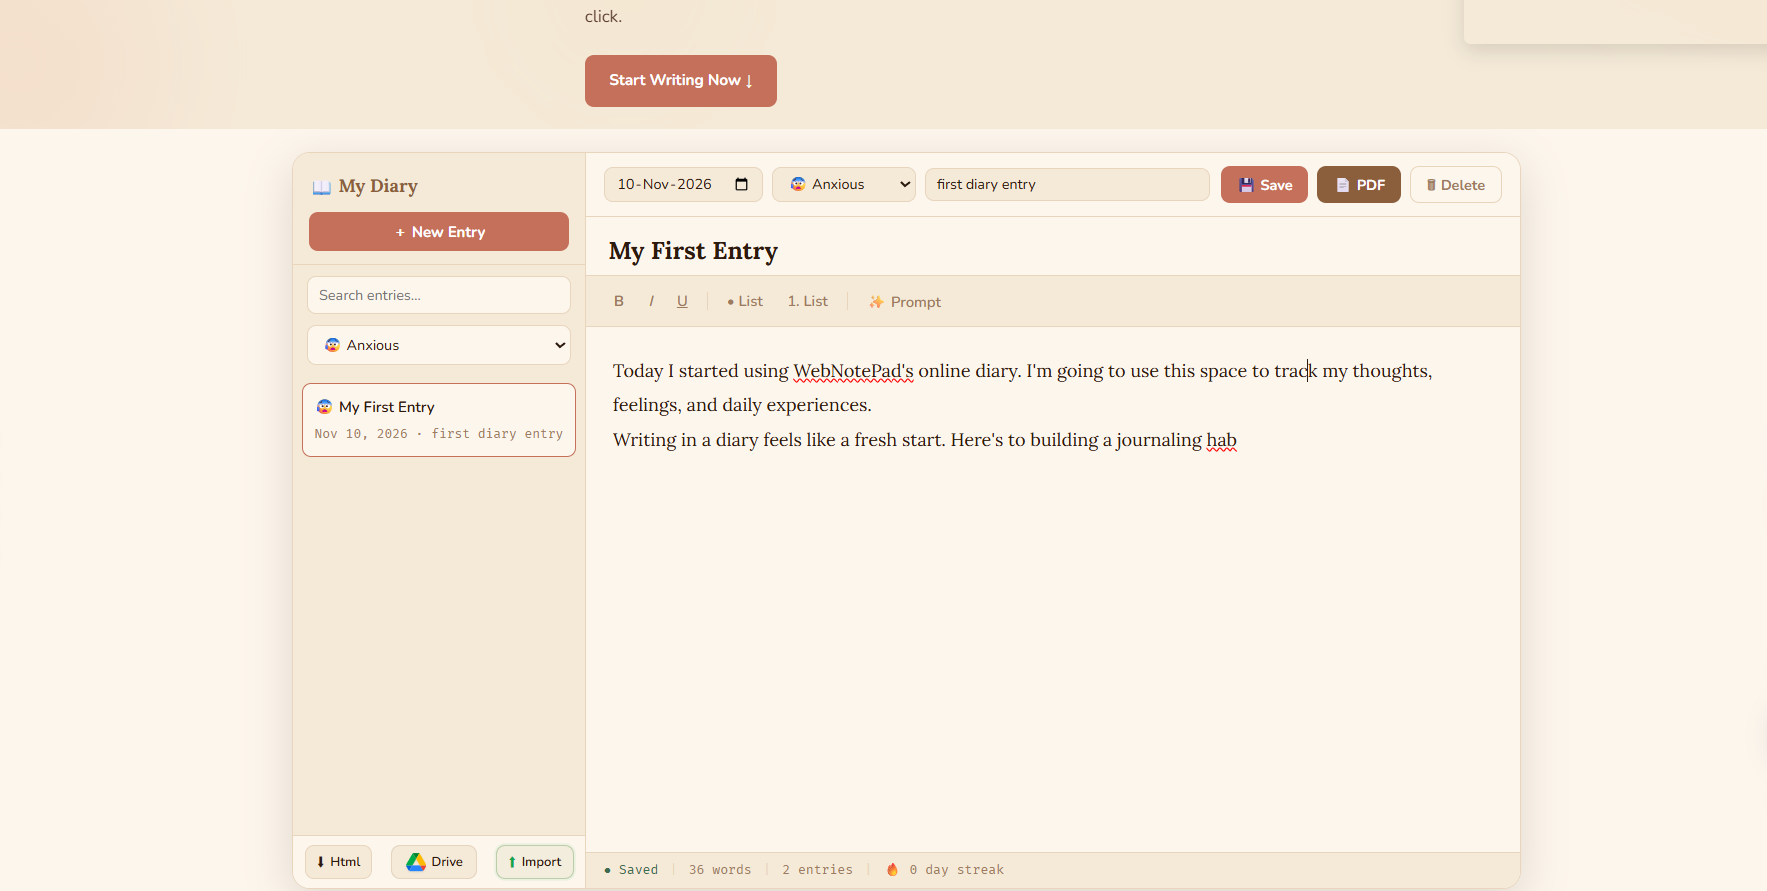 click.
Start Writing Now ↓
📖 My Diary
+ New Entry
Search entries...
😰 Anxious
😰 My First Entry
Nov 10, 2026 · first diary entry
⬇ Html
Drive
⬆ Import
10-Nov-2026
😰 Anxious
first diary entry
💾 Save
📄 PDF
🗑 Delete
My First Entry
B
I
U
• List
1. List
✨ Prompt
Today I started using WebNotePad's online diary. I'm going to use this space to track my thoughts,
feelings, and daily experiences.
Writing in a diary feels like a fresh start. Here's to building a journaling hab
● Saved
36 words
2 entries
🔥 0 day streak